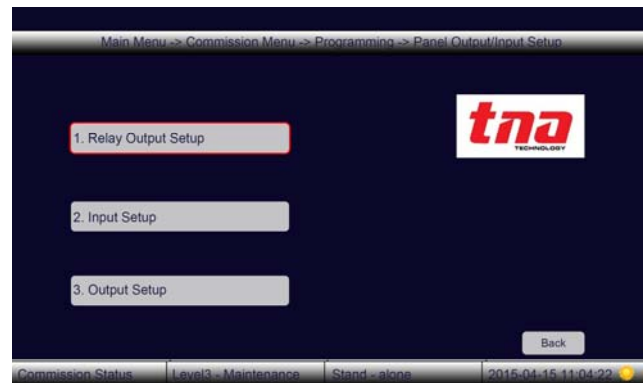 Main Menu -> Commission Menu -> Programming -> Panel Output/Input Setup
tna
TECHNOLOGY
1. Relay Output Setup
2. Input Setup
3. Output Setup
Back
Commission Status Level3 - Maintenance Stand - alone 2015-04-15 11:04:22